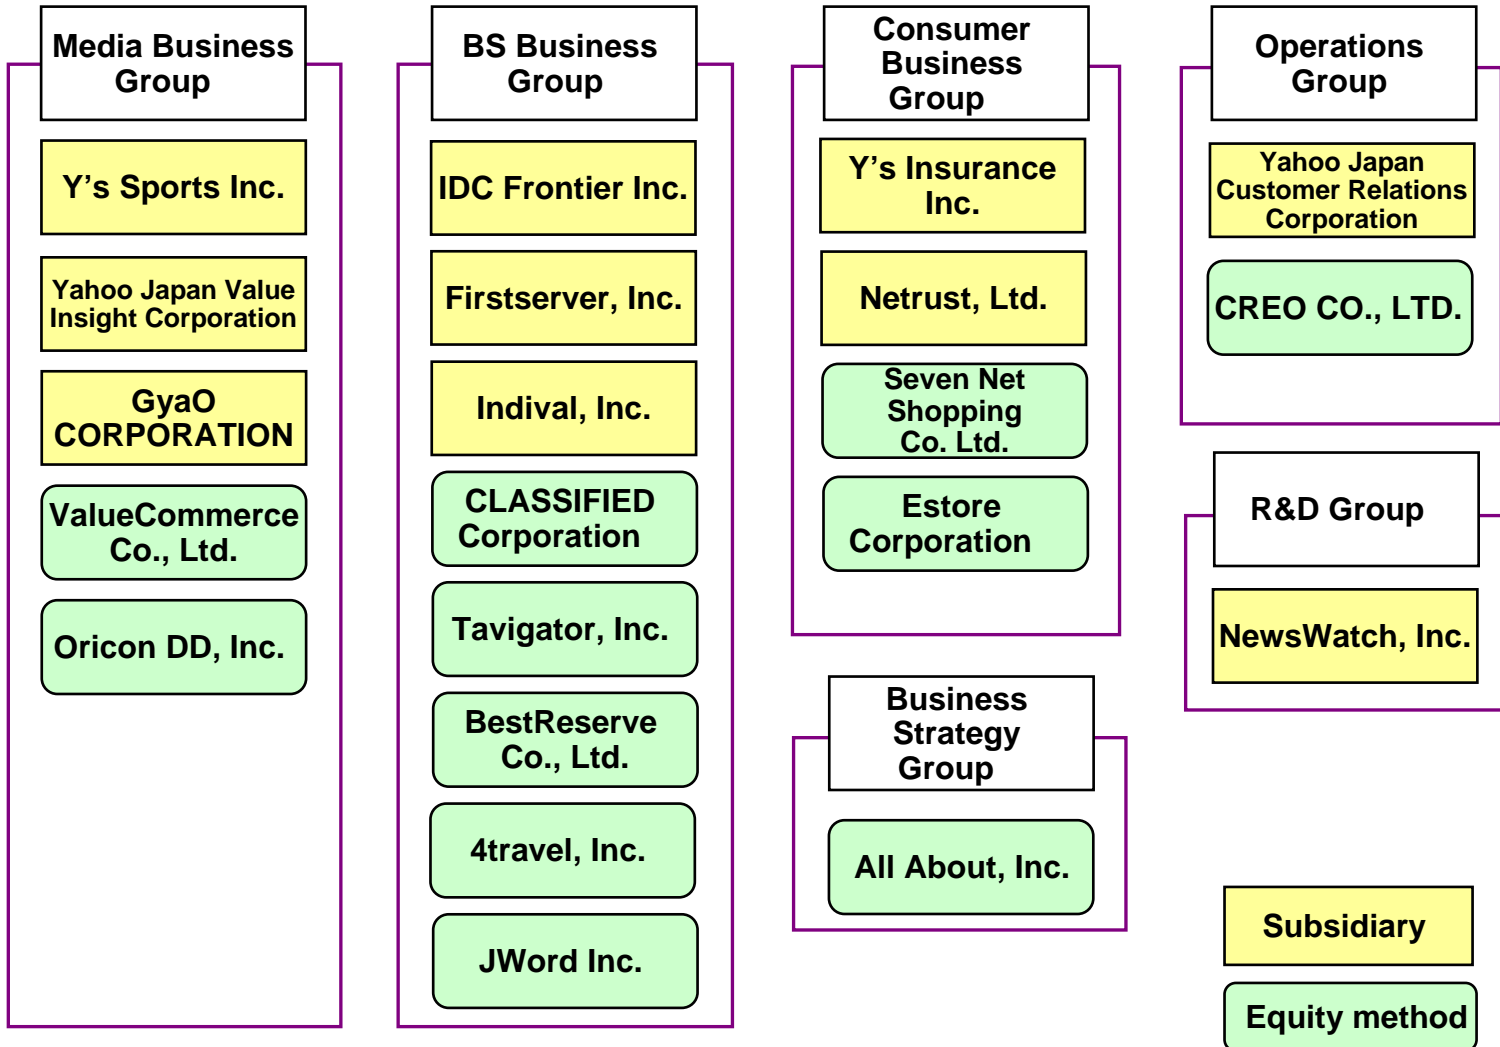 Media Business
Group
Y’s Sports Inc.
Yahoo Japan Value
Insight Corporation
GyaO
CORPORATION
ValueCommerce
Co., Ltd.
Oricon DD, Inc.
BS Business
Group
IDC Frontier Inc.
Firstserver, Inc.
Indival, Inc.
CLASSIFIED
Corporation
Tavigator, Inc.
BestReserve
Co., Ltd.
4travel, Inc.
JWord Inc.
Consumer
Business
Group
Y’s Insurance
Inc.
Netrust, Ltd.
Seven Net
Shopping
Co. Ltd.
Estore
Corporation
Business
Strategy
Group
All About, Inc.
Operations
Group
Yahoo Japan
Customer Relations
Corporation
CREO CO., LTD.
R&D Group
NewsWatch, Inc.
Subsidiary
Equity method